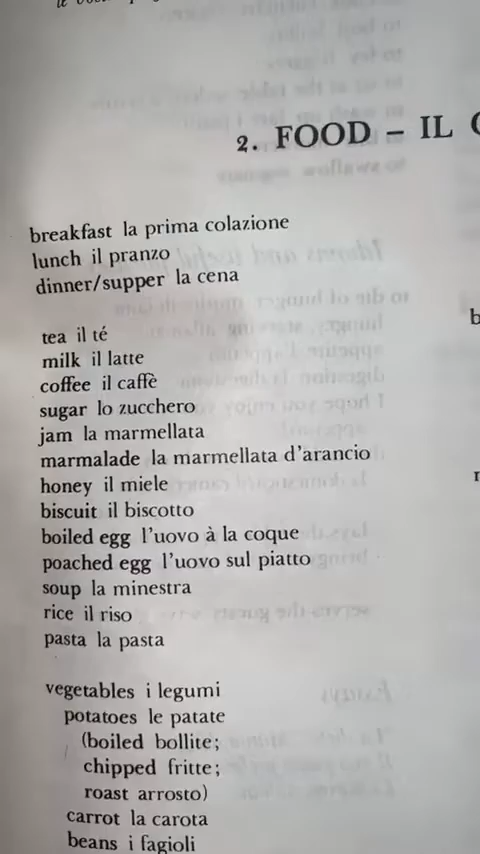 2. FOOD – IL
breakfast la prima colazione
lunch il pranzo
dinner/supper la cena
tea il té
milk il latte
coffee il caffè
sugar lo zucchero
jam la marmellata
marmalade la marmellata d'arancio
honey il miele
biscuit il biscotto
boiled egg l'uovo à la coque
poached egg l'uovo sul piatto
soup la minestra
rice il riso
pasta la pasta
vegetables i legumi
potatoes le patate
(boiled bollite;
chipped fritte;
roast arrosto)
carrot la carota
beans i fagioli